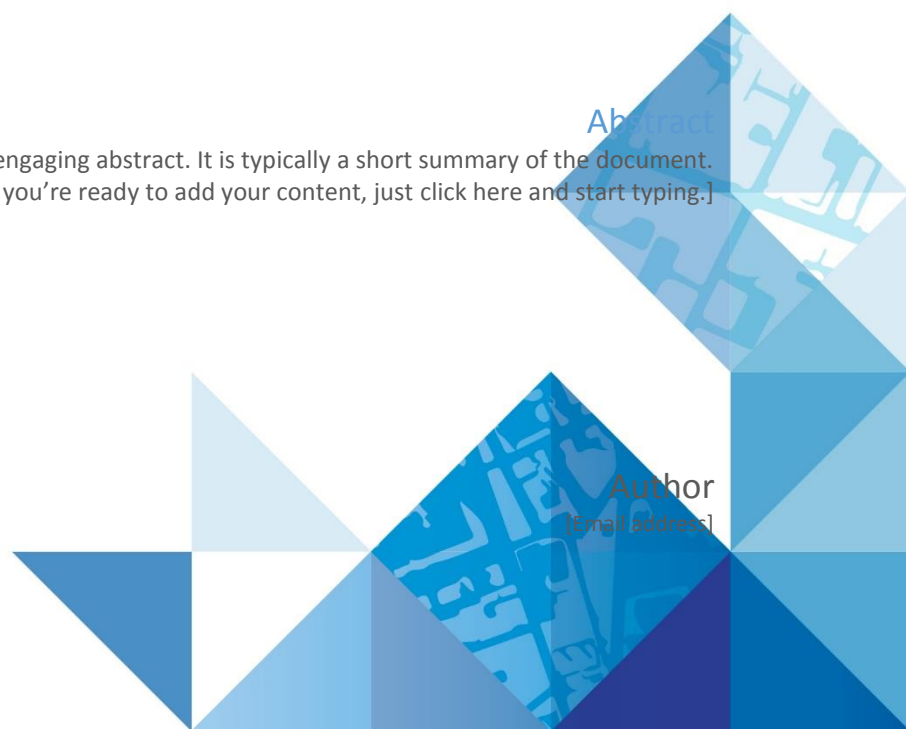 Abstract
engaging abstract. It is typically a short summary of the document.
you’re ready to add your content, just click here and start typing.]
Author
[Email address]